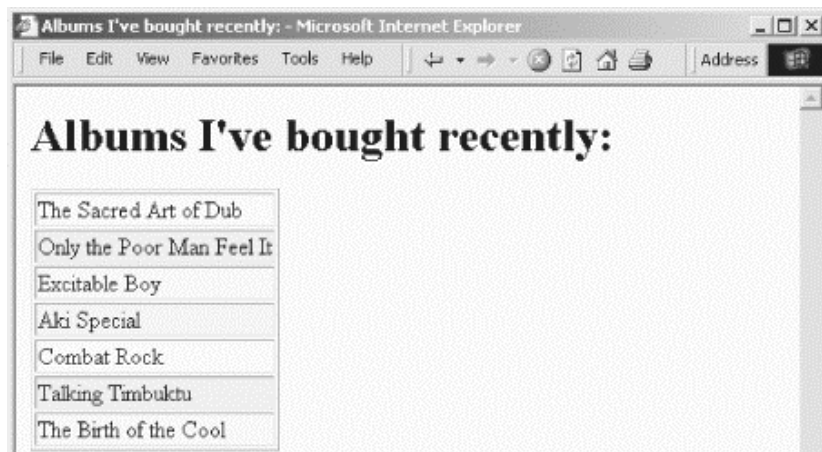 Albums I've bought recently: - Microsoft Internet Explorer
File Edit View Favorites Tools Help Address
Albums I've bought recently:
The Sacred Art of Dub
Only the Poor Man Feel It
Excitable Boy
Aki Special
Combat Rock
Talking Timbuktu
The Birth of the Cool